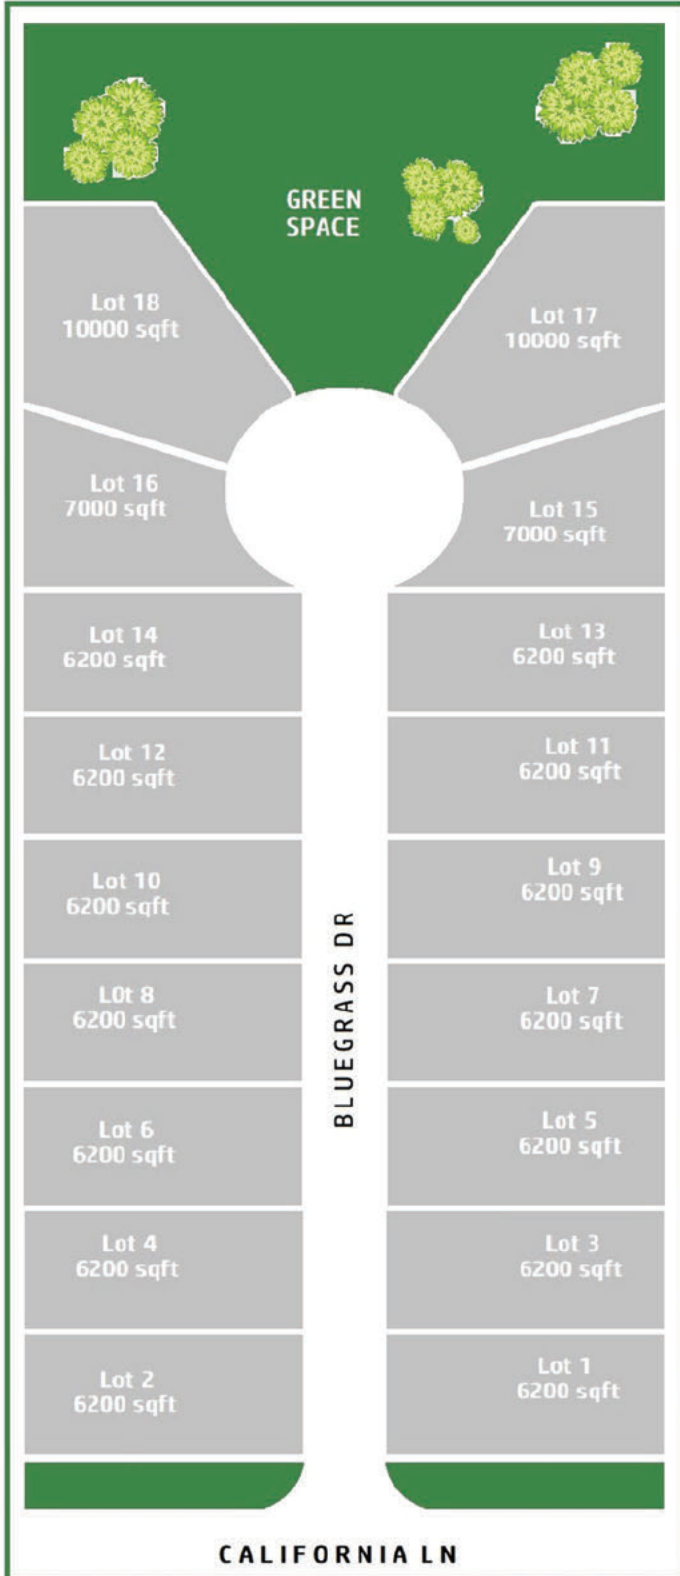 GREEN
SPACE
Lot 18
10000 sqft
Lot 17
10000 sqft
Lot 16
7000 sqft
Lot 15
7000 sqft
Lot 14
6200 sqft
Lot 13
6200 sqft
Lot 12
6200 sqft
Lot 11
6200 sqft
Lot 10
6200 sqft
Lot 9
6200 sqft
BLUEGRASS DR
L0t 8
6200 sqft
Lot 7
6200 sqft
Lot 6
6200 sqft
Lot 5
6200 sqft
Lot 4
6200 sqft
Lot 3
6200 sqft
Lot 2
6200 sqft
Lot 1
6200 sqft
CALIFORNIA LN